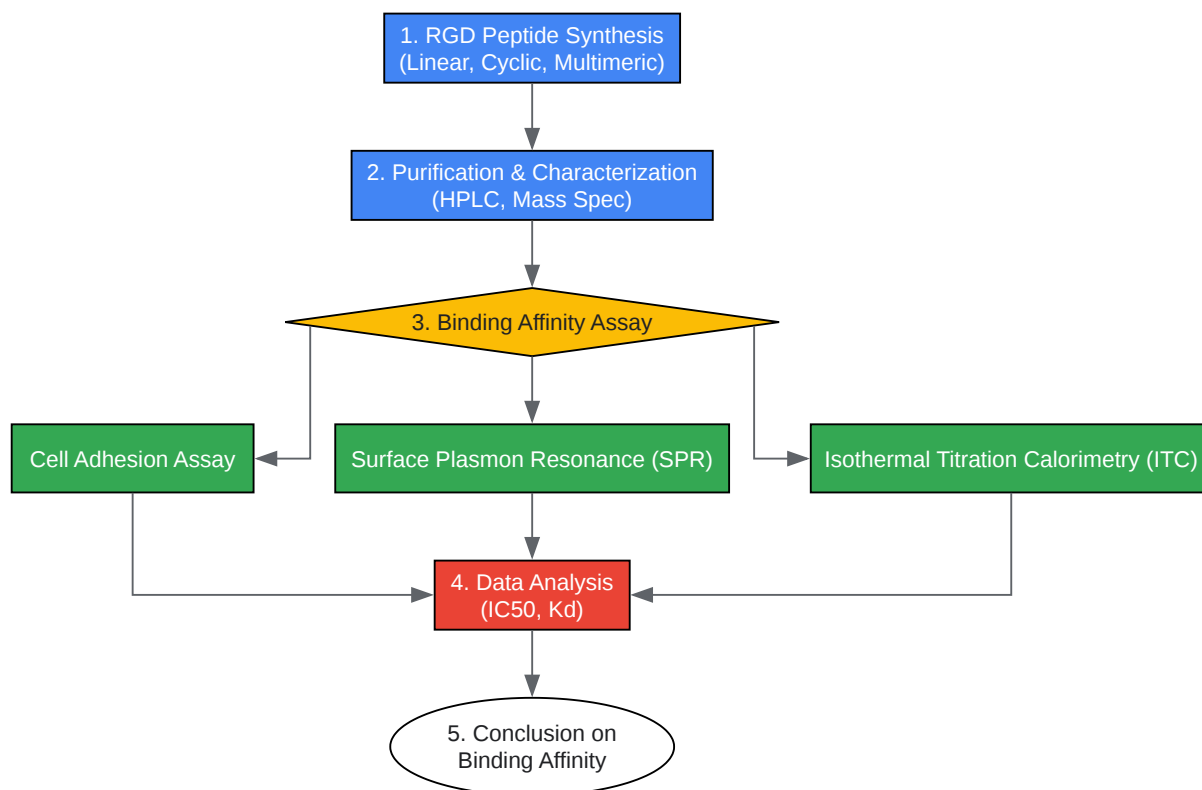 1. RGD Peptide Synthesis
(Linear, Cyclic, Multimeric)
2. Purification & Characterization
(HPLC, Mass Spec)
3. Binding Affinity Assay
Cell Adhesion Assay
Surface Plasmon Resonance (SPR)
Isothermal Titration Calorimetry (ITC)
4. Data Analysis
(IC50, Kd)
5. Conclusion on
Binding Affinity